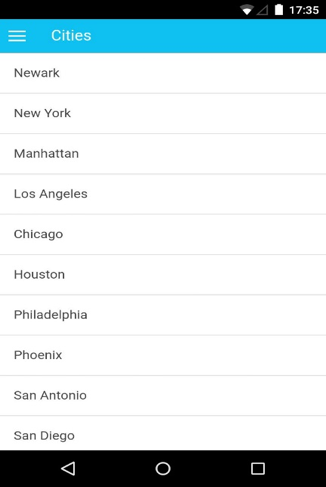 17:35
Cities
Newark
New York
Manhattan
Los Angeles
Chicago
Houston
Philadelphia
Phoenix
San Antonio
San Diego